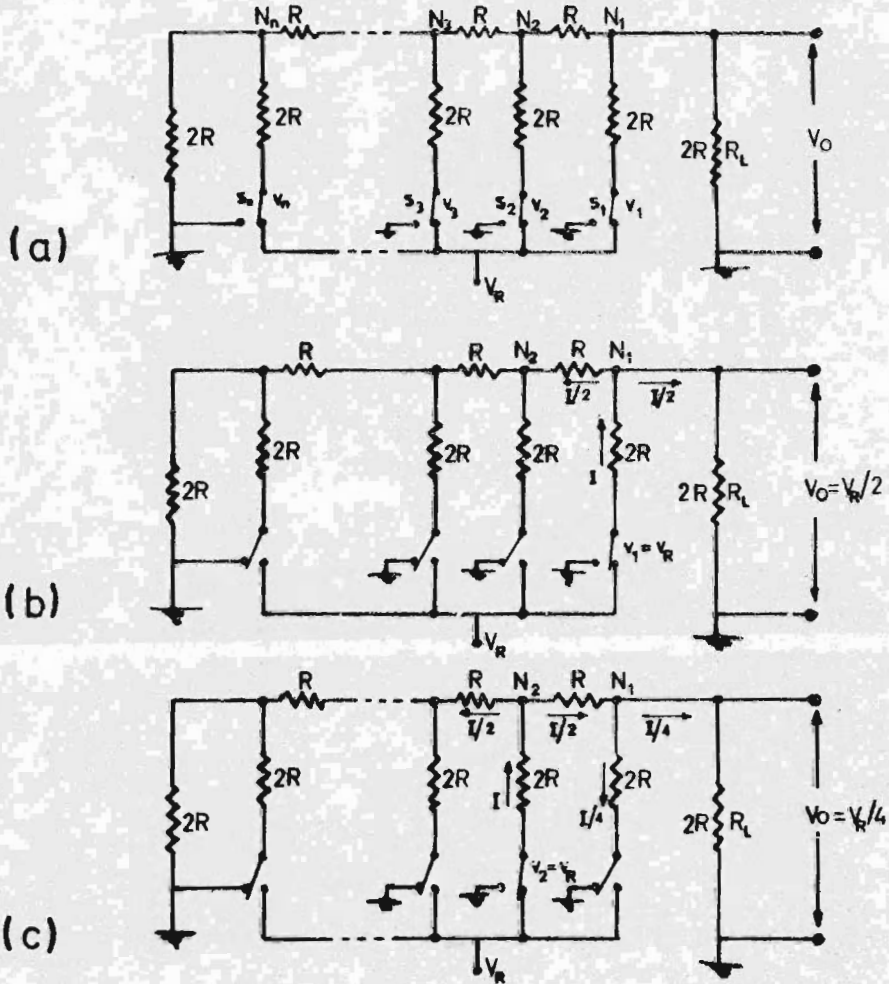 Nn R N3 R N2 R N1
2R 2R 2R 2R 2R 2R RL VO
Sn Vn S3 V3 S2 V2 S1 V1
(a)
VR
R R N2 R N1
I/2 I/2
2R 2R 2R 2R 2R 2R RL VO=VR/2
I
V1=VR
(b)
VR
R R N2 R N1
I/2 I/2 I/4
2R 2R 2R 2R 2R 2R RL VO=VR/4
I I/4
V2=VR
(c)
VR